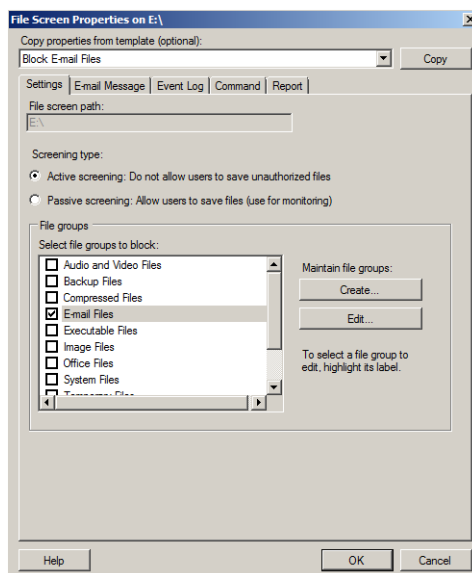 File Screen Properties on E:\
Copy properties from template (optional):
Block E-mail Files
Copy
Settings
E-mail Message
Event Log
Command
Report
File screen path:
E:\
Screening type:
Active screening: Do not allow users to save unauthorized files
Passive screening: Allow users to save files (use for monitoring)
File groups
Select file groups to block:
Audio and Video Files
Backup Files
Compressed Files
E-mail Files
Executable Files
Image Files
Office Files
System Files
Temporary Files
Maintain file groups:
Create...
Edit...
To select a file group to
edit, highlight its label.
Help
OK
Cancel